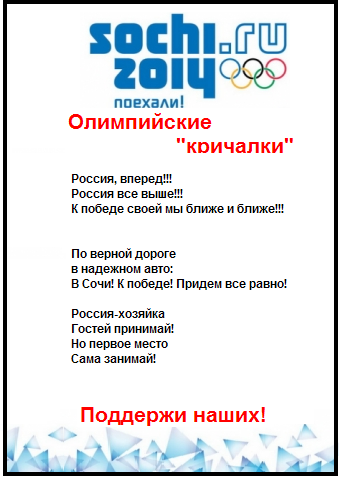 sochi.ru
2014
поехали!
Олимпийские
"кричалки"
Россия, вперед!!!
Россия все выше!!!
К победе своей мы ближе и ближе!!!
По верной дороге
в надежном авто:
В Сочи! К победе! Придем все равно!
Россия-хозяйка
Гостей принимай!
Но первое место
Сама занимай!
Поддержи наших!